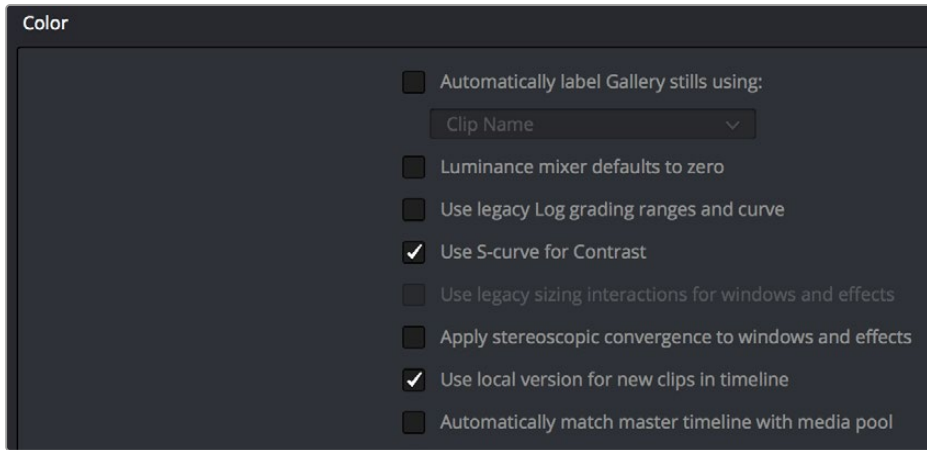 Color
Automatically label Gallery stills using:
Clip Name
Luminance mixer defaults to zero
Use legacy Log grading ranges and curve
Use S-curve for Contrast
Use legacy sizing interactions for windows and effects
Apply stereoscopic convergence to windows and effects
Use local version for new clips in timeline
Automatically match master timeline with media pool